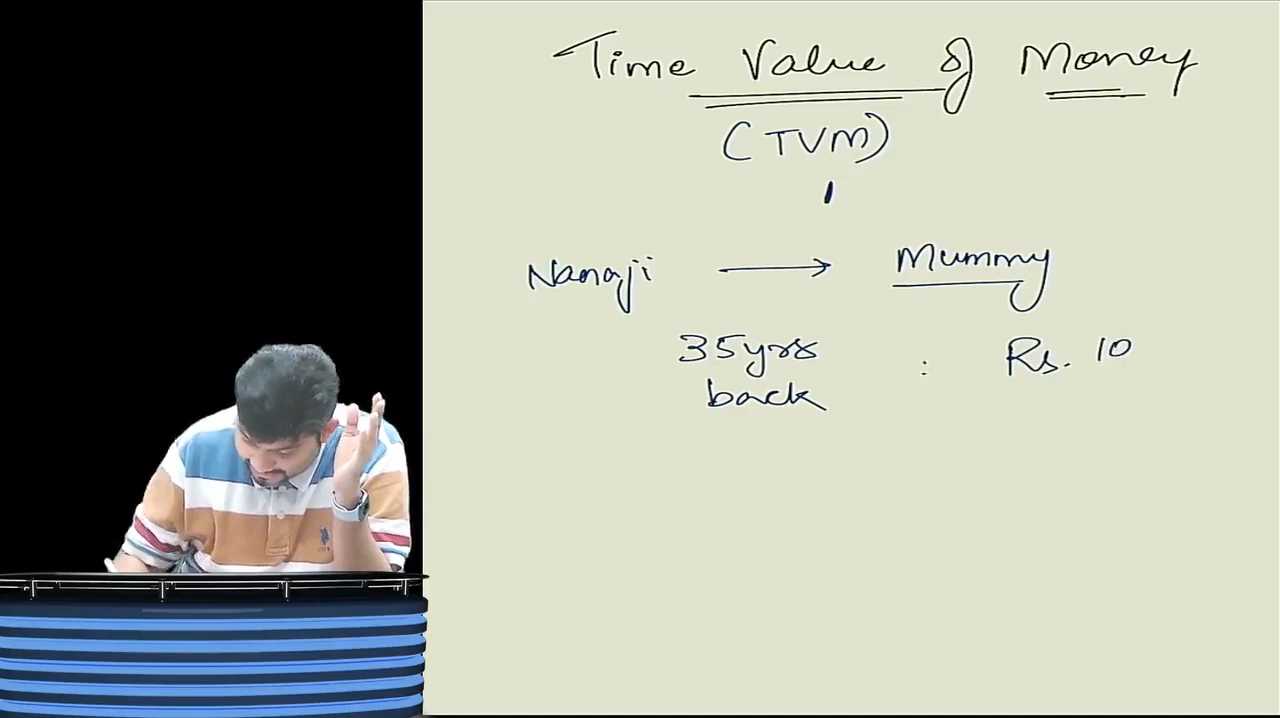 Time Value of Money
(TVM)
Nanaji → Mummy
35yrs : Rs. 10
back